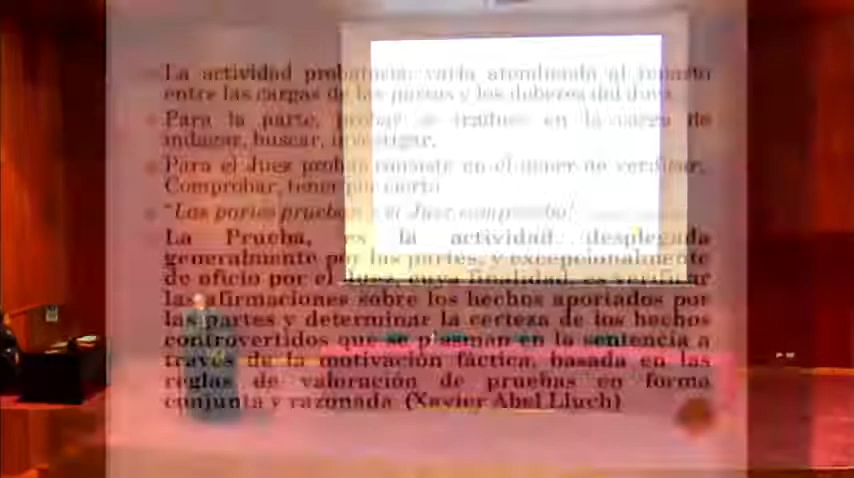 La actividad probatoria varía atendiendo al reparto
entre las cargas de las partes y los deberes del Juez.
Para la parte, probar se traduce en la carga de
indagar, buscar, investigar.
Para el Juez probar consiste en el deber de verificar.
Comprobar, tener por cierto
"Las partes prueban y el Juez comprueba"
La Prueba, es la actividad desplegada
generalmente por las partes, y excepcionalmente
de oficio por el Juez, cuya finalidad, es verificar
las afirmaciones sobre los hechos aportados por
las partes y determinar la certeza de los hechos
controvertidos que se plasman en la sentencia a
través de la motivación fáctica, basada en las
reglas de valoración de pruebas en forma
conjunta y razonada (Xavier Abel Lluch)